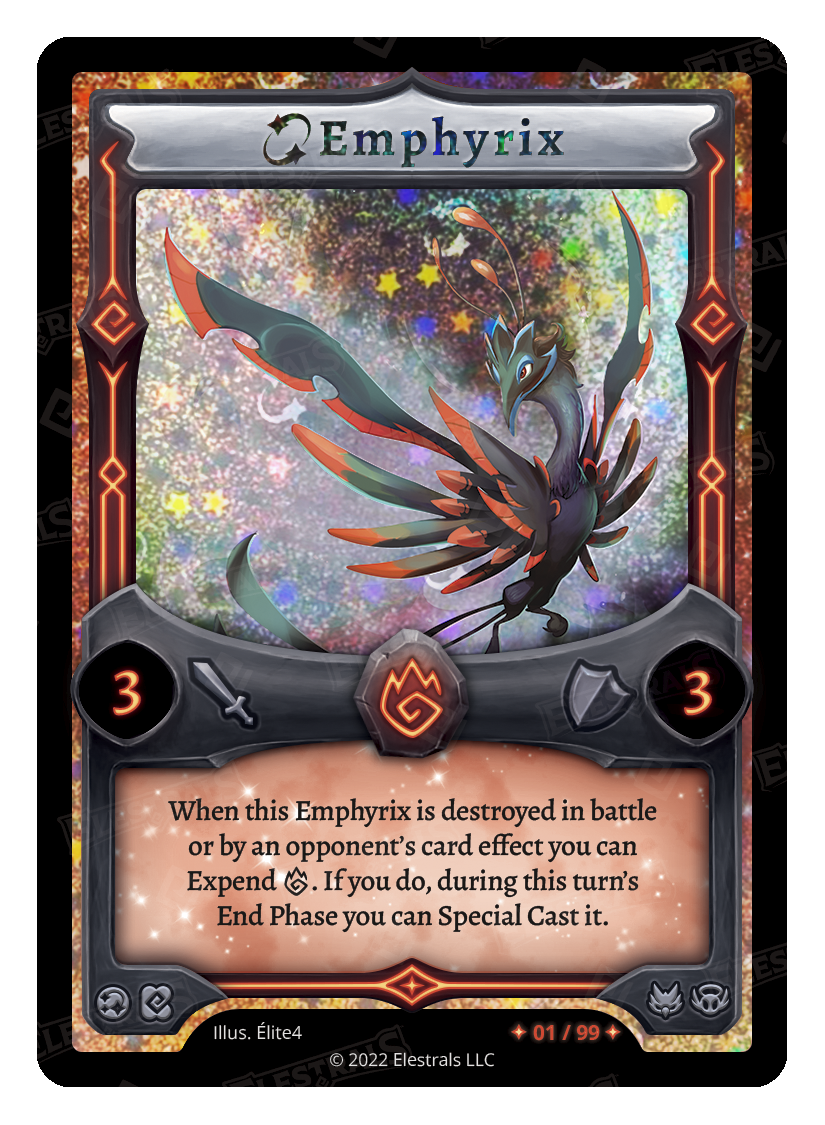 Emphyrix
3
3
When this Emphyrix is destroyed in battle
or by an opponent's card effect you can
Expend . If you do, during this turn's
End Phase you can Special Cast it.
Illus. Élite4
01 / 99
© 2022 Elestrals LLC
ELESTRALS